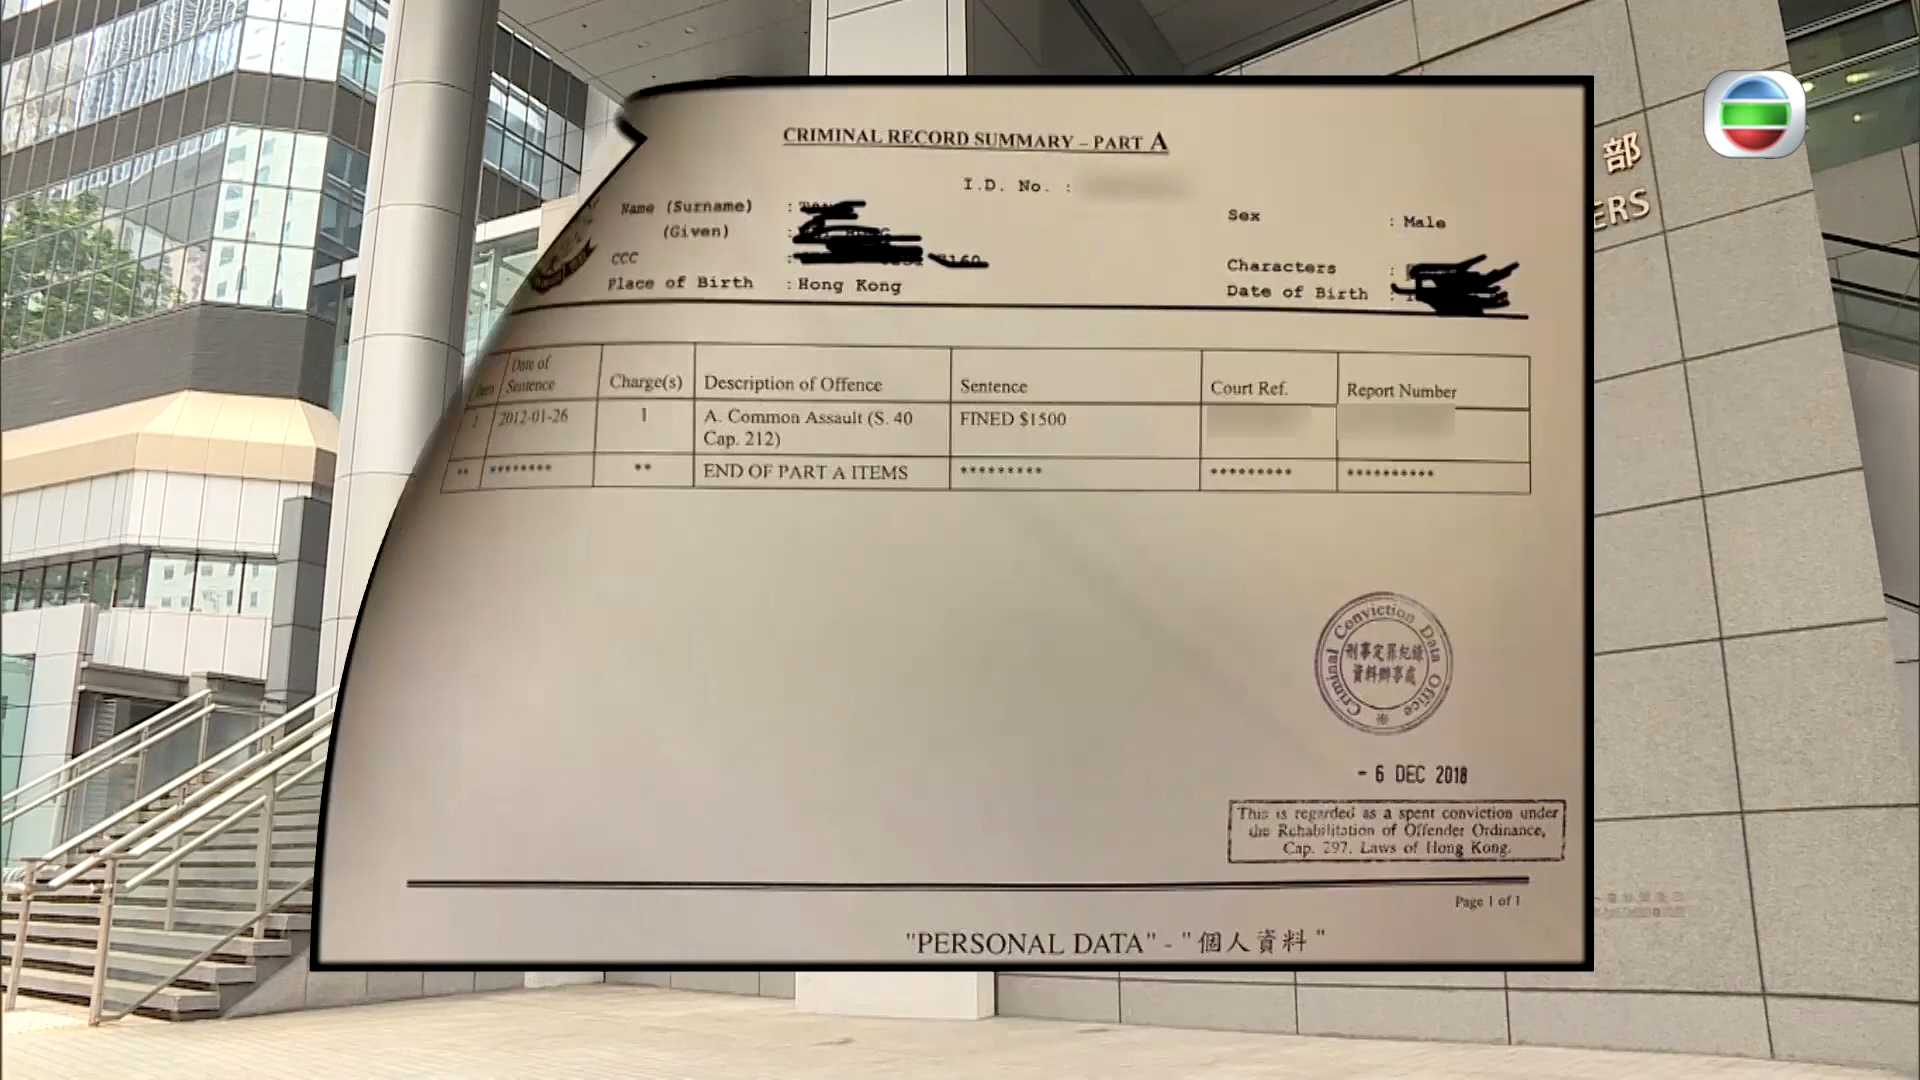 部
ERS
CRIMINAL RECORD SUMMARY – PART A
I.D. No. :
Name (Surname) :
(Given)
Sex : Male
CCC :
Characters :
Place of Birth : Hong Kong
Date of Birth :
Date of Sentence Charge(s) Description of Offence Sentence Court Ref. Report Number
2012-01-26 1 A. Common Assault (S. 40 Cap. 212) FINED $1500
** ******** ** END OF PART A ITEMS ********* ********* **********
Criminal Conviction Data Office
刑事定罪紀錄
資料辦事處
- 6 DEC 2018
This is regarded as a spent conviction under
the Rehabilitation of Offender Ordinance,
Cap. 297, Laws of Hong Kong.
Page 1 of 1
"PERSONAL DATA" - "個人資料"